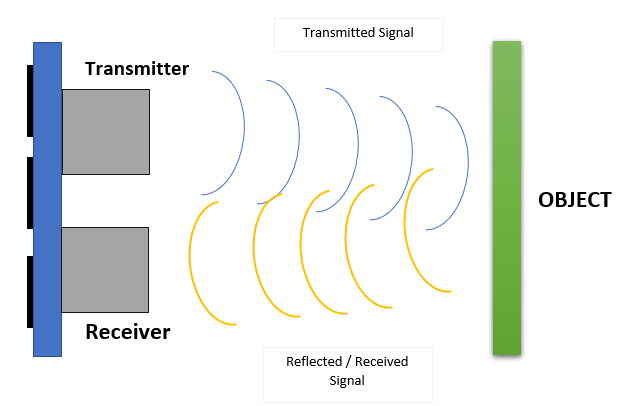 Transmitted Signal
Transmitter
OBJECT
Receiver
Reflected / Received
Signal